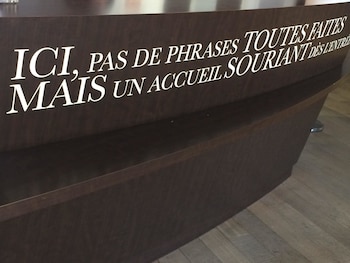 ICI, PAS DE PHRASES TOUTES FAITES
MAIS UN ACCUEIL SOURIANT DÈS L'ENTRÉE